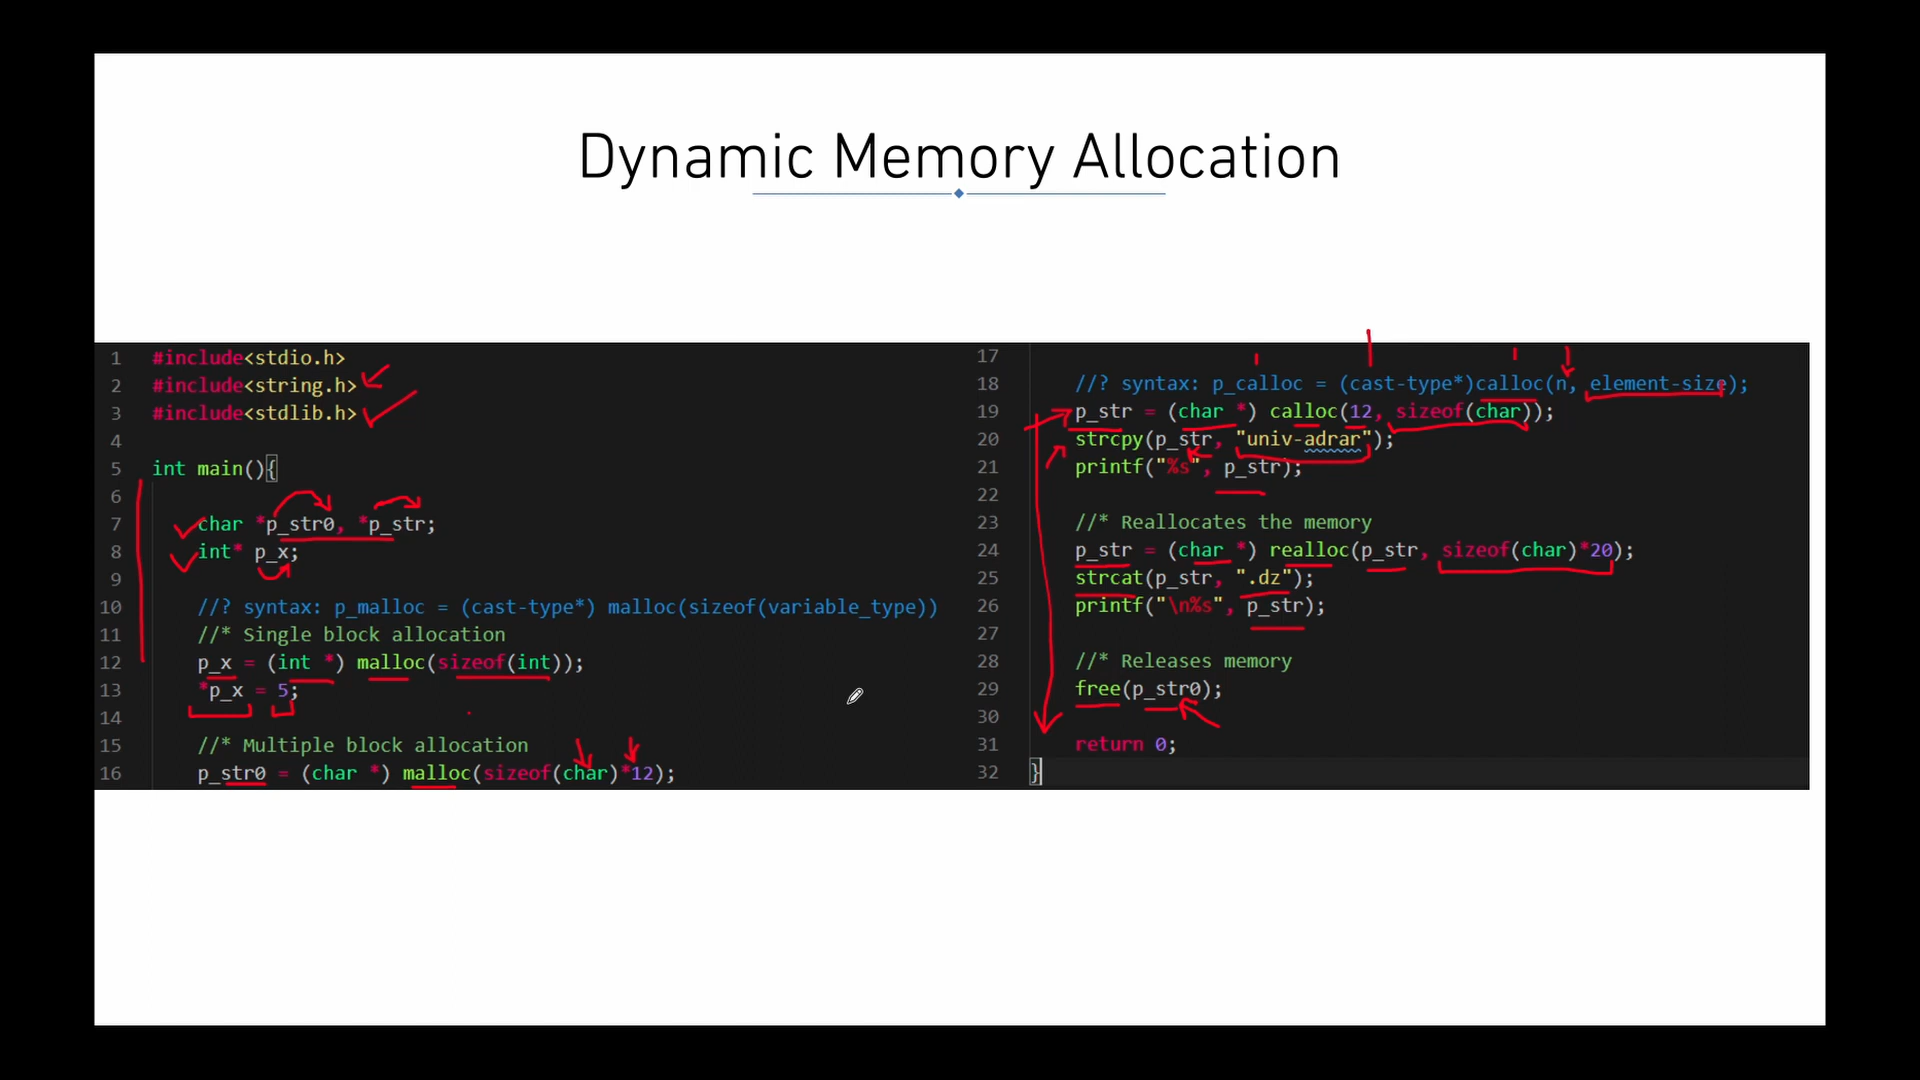 Dynamic Memory Allocation
1 #include<stdio.h>
2 #include<string.h>
3 #include<stdlib.h>
4
5 int main(){
6
7 char *p_str0, *p_str;
8 int* p_x;
9
10 //? syntax: p_malloc = (cast-type*) malloc(sizeof(variable_type))
11 //* Single block allocation
12 p_x = (int *) malloc(sizeof(int));
13 *p_x = 5;
14
15 //* Multiple block allocation
16 p_str0 = (char *) malloc(sizeof(char)*12);
17
18 //? syntax: p_calloc = (cast-type*)calloc(n, element-size);
19 p_str = (char *) calloc(12, sizeof(char));
20 strcpy(p_str, "univ-adrar");
21 printf("%s", p_str);
22
23 //* Reallocates the memory
24 p_str = (char *) realloc(p_str, sizeof(char)*20);
25 strcat(p_str, ".dz");
26 printf("\n%s", p_str);
27
28 //* Releases memory
29 free(p_str0);
30
31 return 0;
32 }